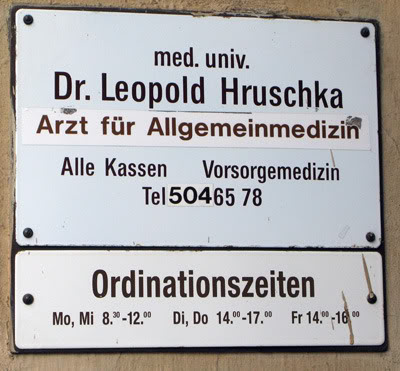 med. univ.
Dr. Leopold Hruschka
Arzt für Allgemeinmedizin
Alle Kassen Vorsorgemedizin
Tel 504 65 78
Ordinationszeiten
Mo, Mi 8.30-12.00 Di, Do 14.00-17.00 Fr 14.00-16.00